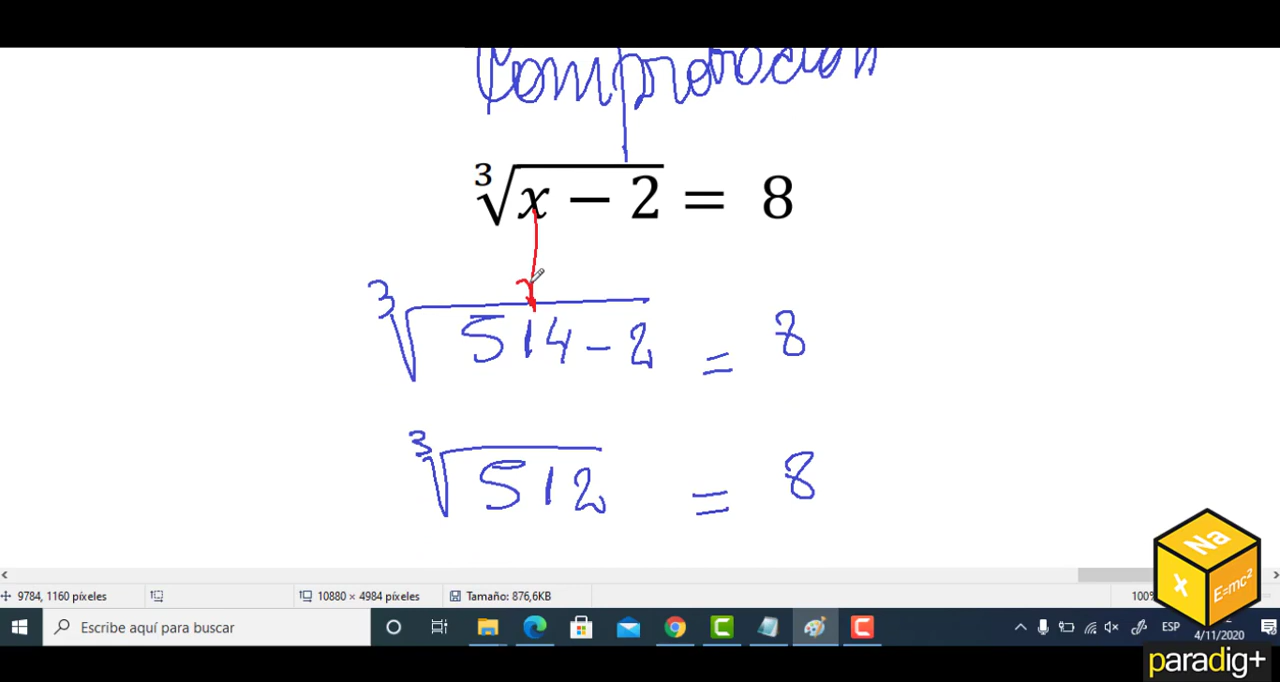 Comprobación
∛(x − 2) = 8
x
∛(514 − 2) = 8
∛512 = 8
9784, 1160 píxeles
10880 × 4984 píxeles
Tamaño: 876,6KB
100%
Escribe aquí para buscar
ESP
4/11/2020
Na
X
E=mc²
paradig+